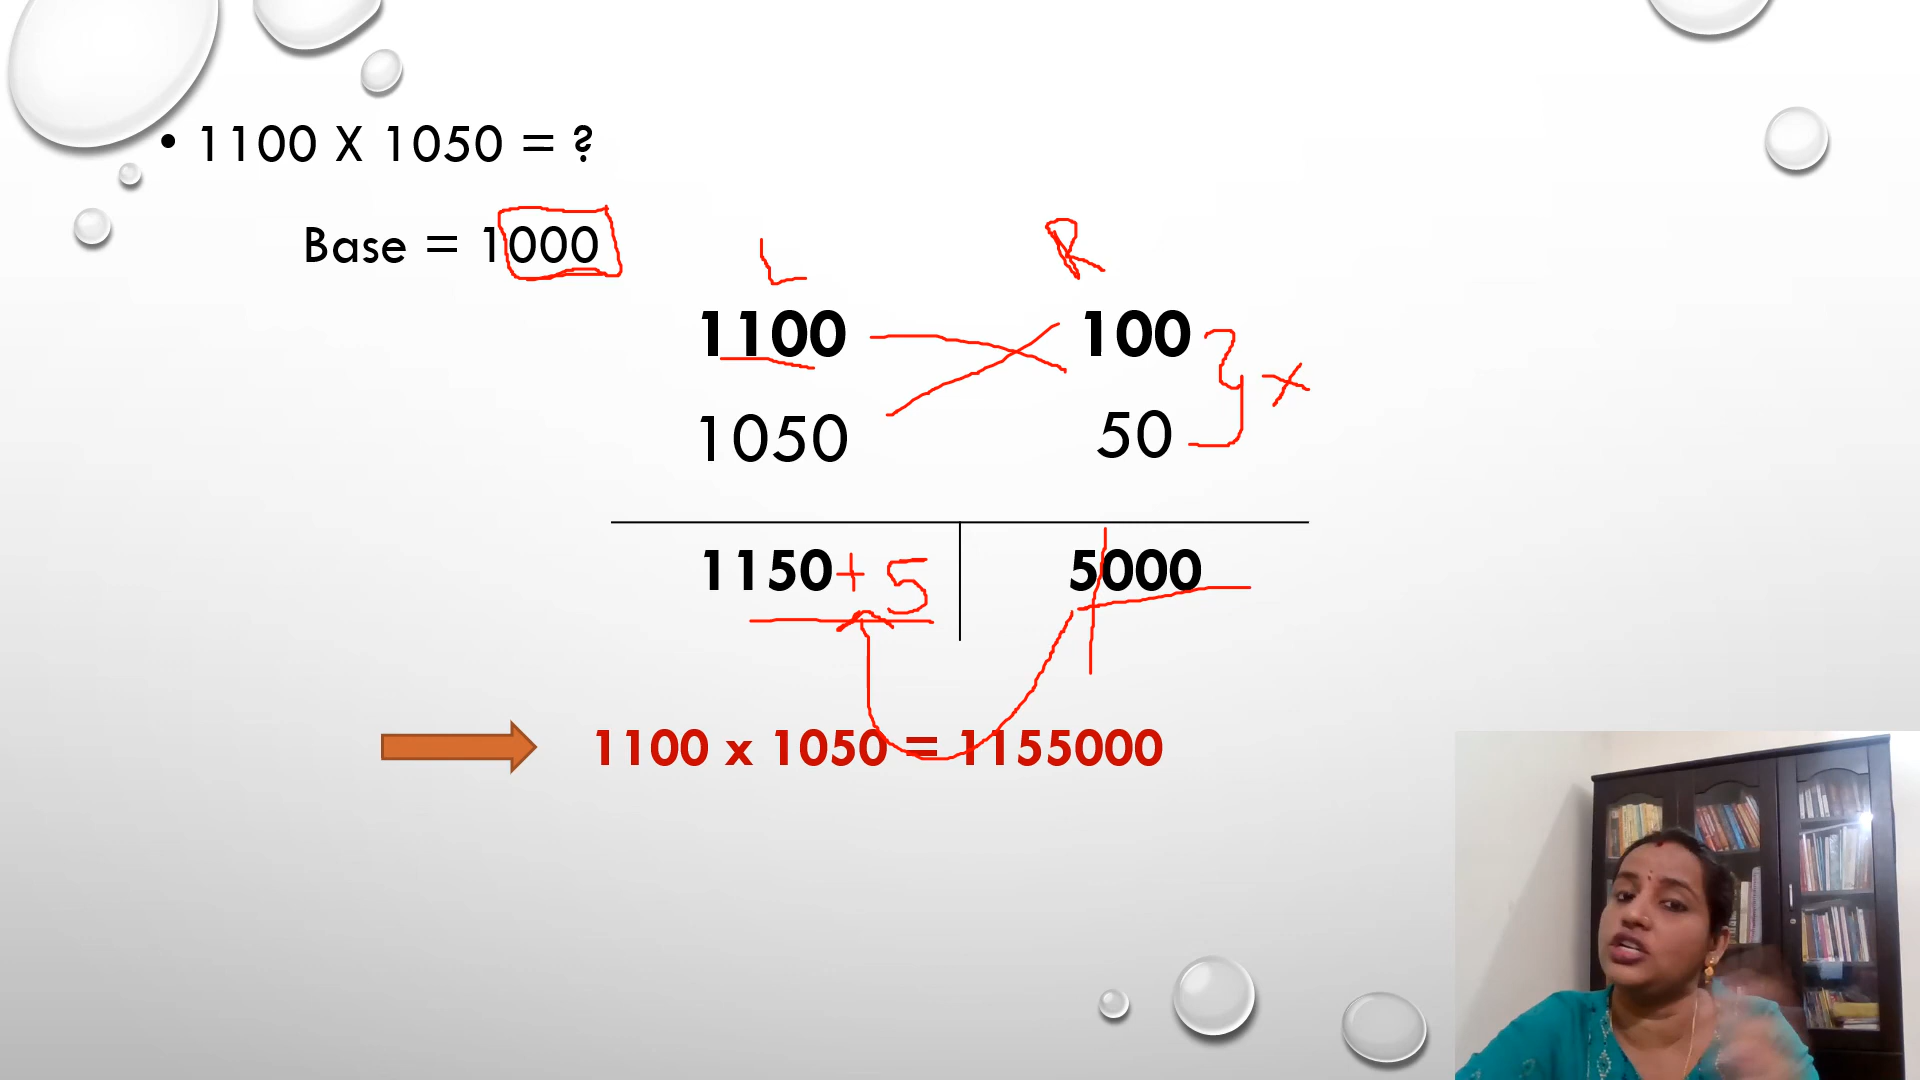 • 1100 X 1050 = ?
Base = 1000
L R
1100 100 x
1050 50
1150 + 5 5000
1100 x 1050 = 1155000